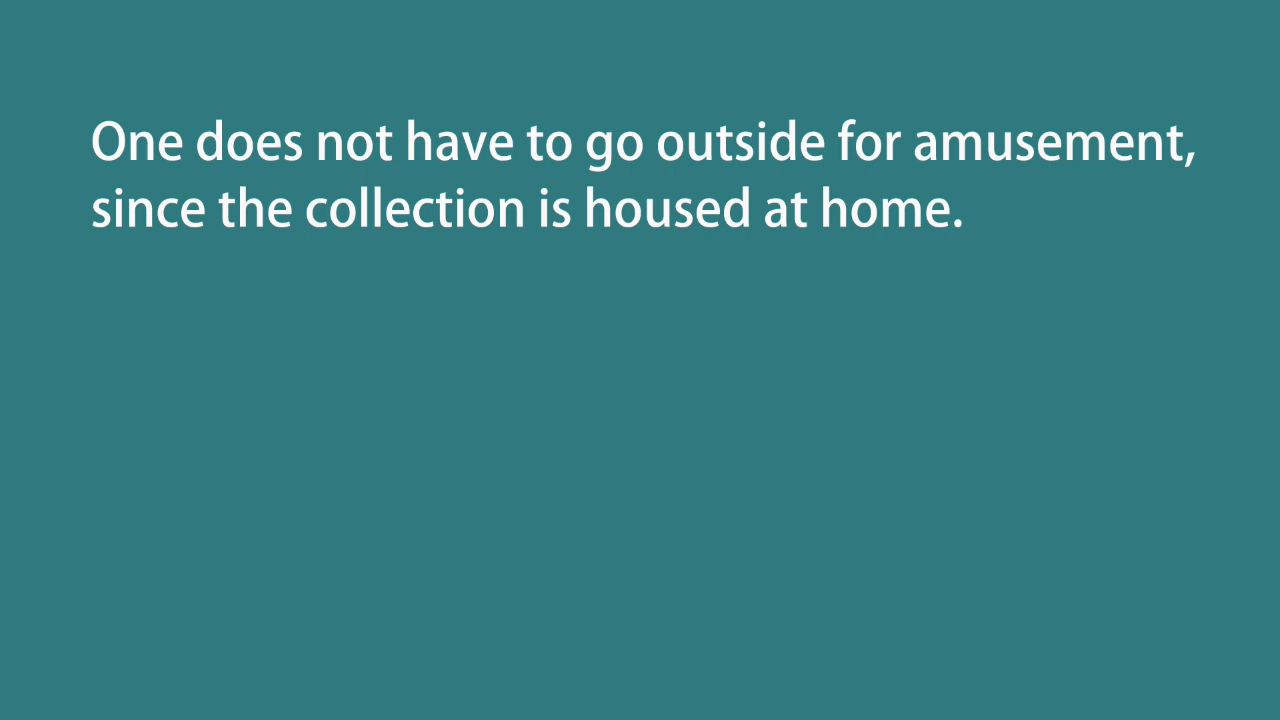 One does not have to go outside for amusement,
since the collection is housed at home.